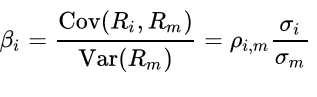 β_i = Cov(R_i, R_m) / Var(R_m) = ρ_{i,m} σ_i / σ_m